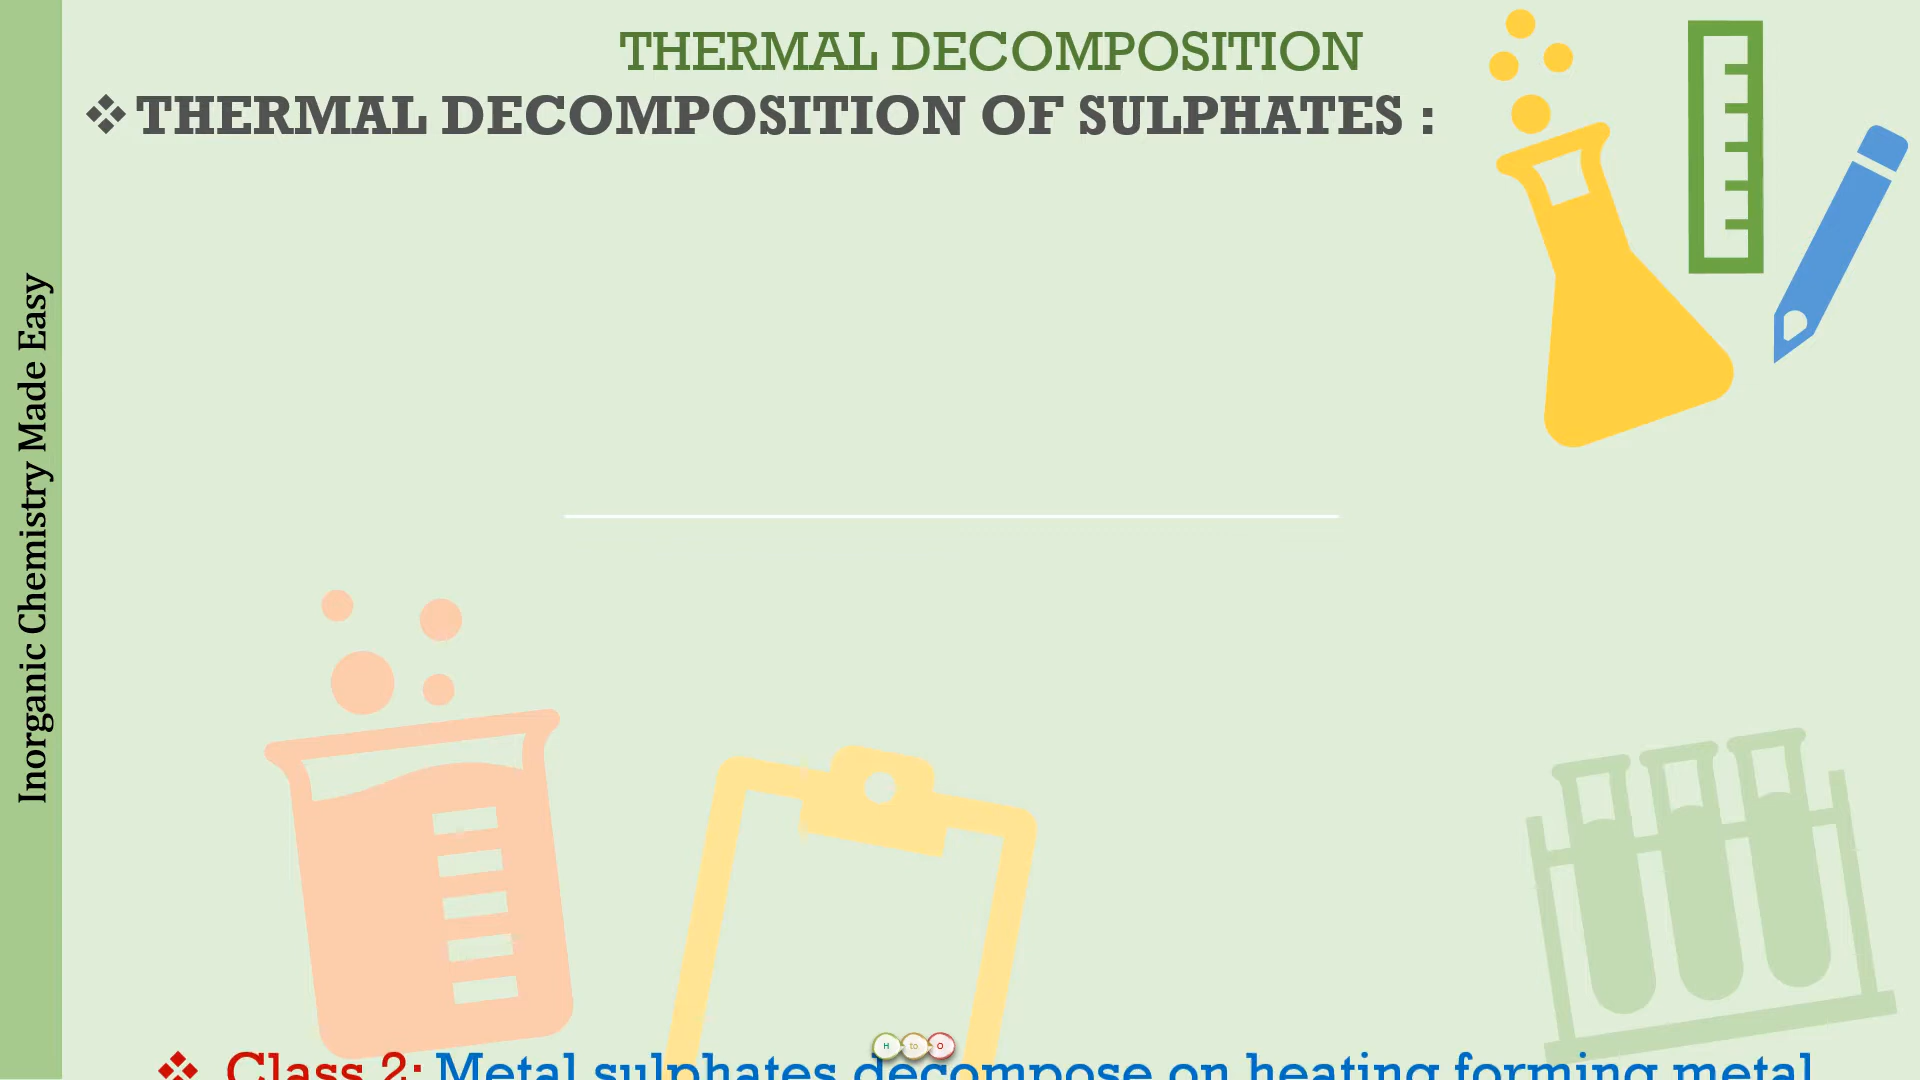 THERMAL DECOMPOSITION
❖ THERMAL DECOMPOSITION OF SULPHATES :
Inorganic Chemistry Made Easy
H to O
❖ Class 2: Metal sulphates decompose on heating forming metal